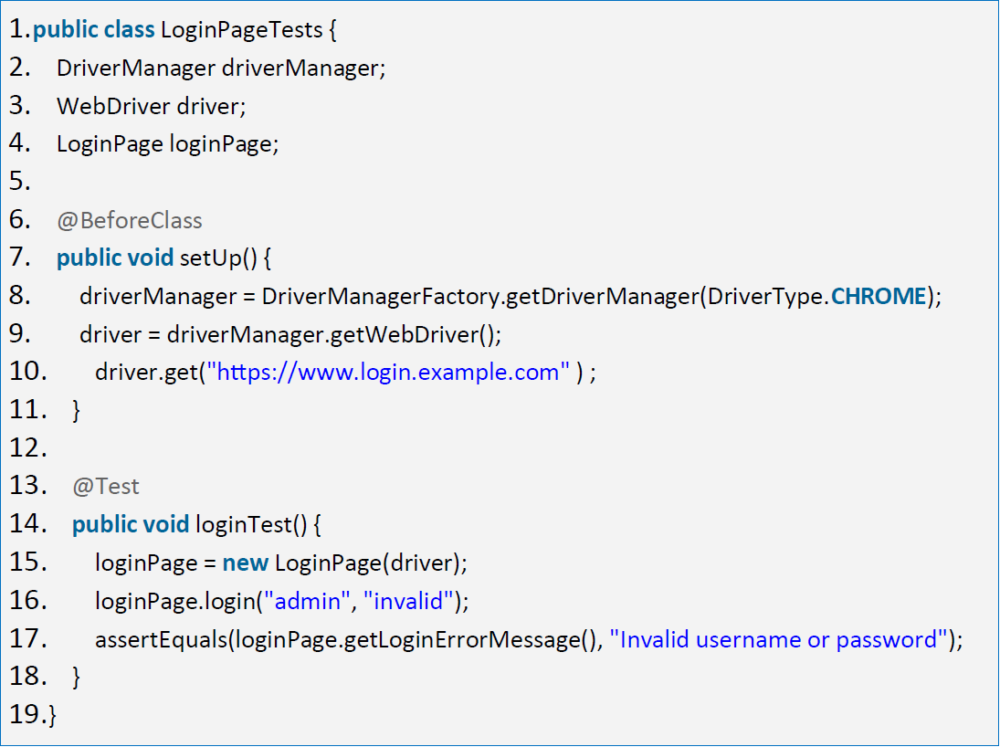 1.public class LoginPageTests {
2. DriverManager driverManager;
3. WebDriver driver;
4. LoginPage loginPage;
5.
6. @BeforeClass
7. public void setUp() {
8. driverManager = DriverManagerFactory.getDriverManager(DriverType.CHROME);
9. driver = driverManager.getWebDriver();
10. driver.get("https://www.login.example.com" ) ;
11. }
12.
13. @Test
14. public void loginTest() {
15. loginPage = new LoginPage(driver);
16. loginPage.login("admin", "invalid");
17. assertEquals(loginPage.getLoginErrorMessage(), "Invalid username or password");
18. }
19.}